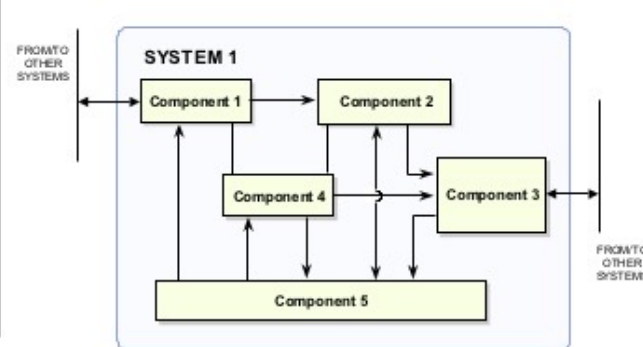 FROM/TO
OTHER
SYSTEMS
SYSTEM 1
Component 1
Component 2
Component 4
Component 3
Component 5
FROM/TO
OTHER
SYSTEMS